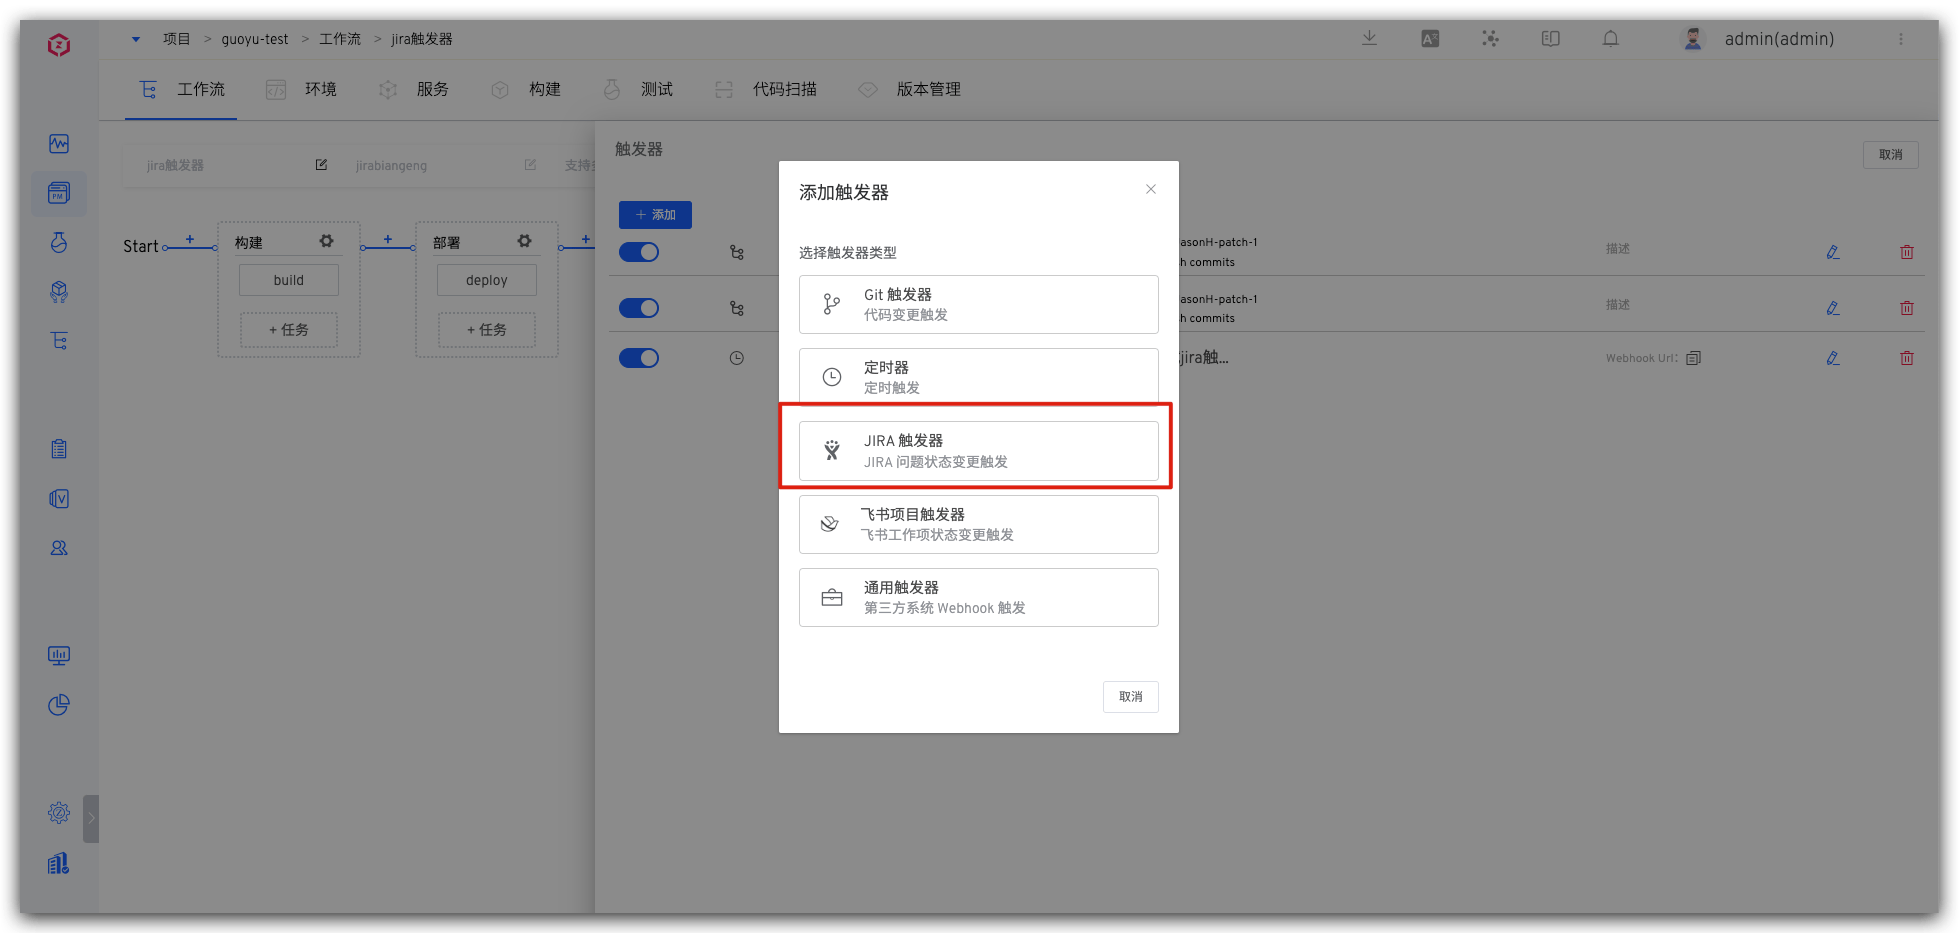 项目 > guoyu-test > 工作流 > jira触发器
admin(admin)
工作流 环境 服务 构建 测试 代码扫描 版本管理
jira触发器 jirabiangeng 支持
Start
构建
build
+ 任务
部署
deploy
+ 任务
触发器
取消
+ 添加
asonH-patch-1
h commits
描述
asonH-patch-1
h commits
描述
jira触...
Webhook Url:
添加触发器
选择触发器类型
Git 触发器
代码变更触发
定时器
定时触发
JIRA 触发器
JIRA 问题状态变更触发
飞书项目触发器
飞书工作项状态变更触发
通用触发器
第三方系统 Webhook 触发
取消